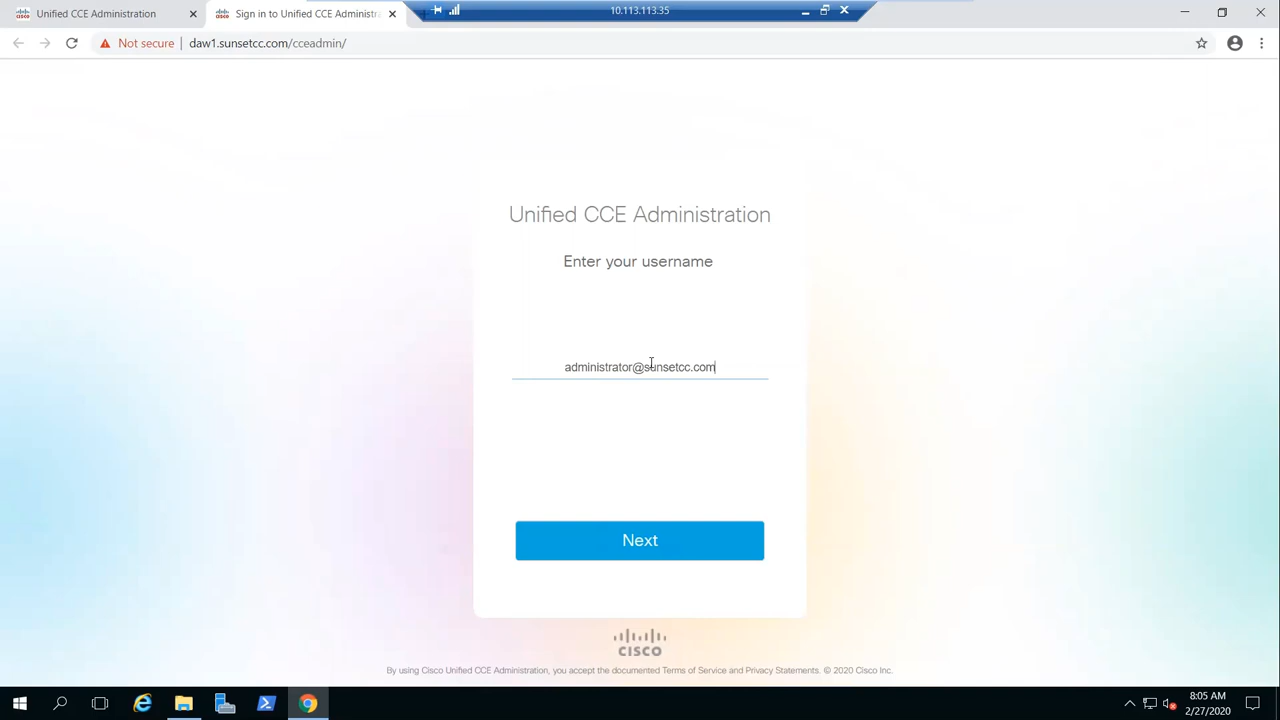 Unified CCE Administration
Sign in to Unified CCE Administra
10.113.113.35
Not secure
daw1.sunsetcc.com/cceadmin/
Unified CCE Administration
Enter your username
administrator@sunsetcc.com
Next
CISCO
By using Cisco Unified CCE Administration, you accept the documented Terms of Service and Privacy Statements. © 2020 Cisco Inc.
8:05 AM
2/27/2020